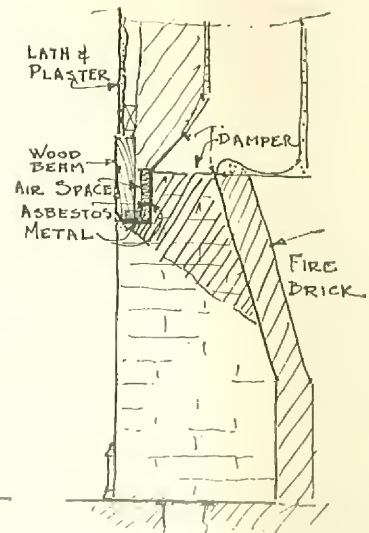 LATH &
PLASTER
DAMPER
WOOD
BEAM
AIR SPACE
ASBESTOS
METAL
FIRE
BRICK